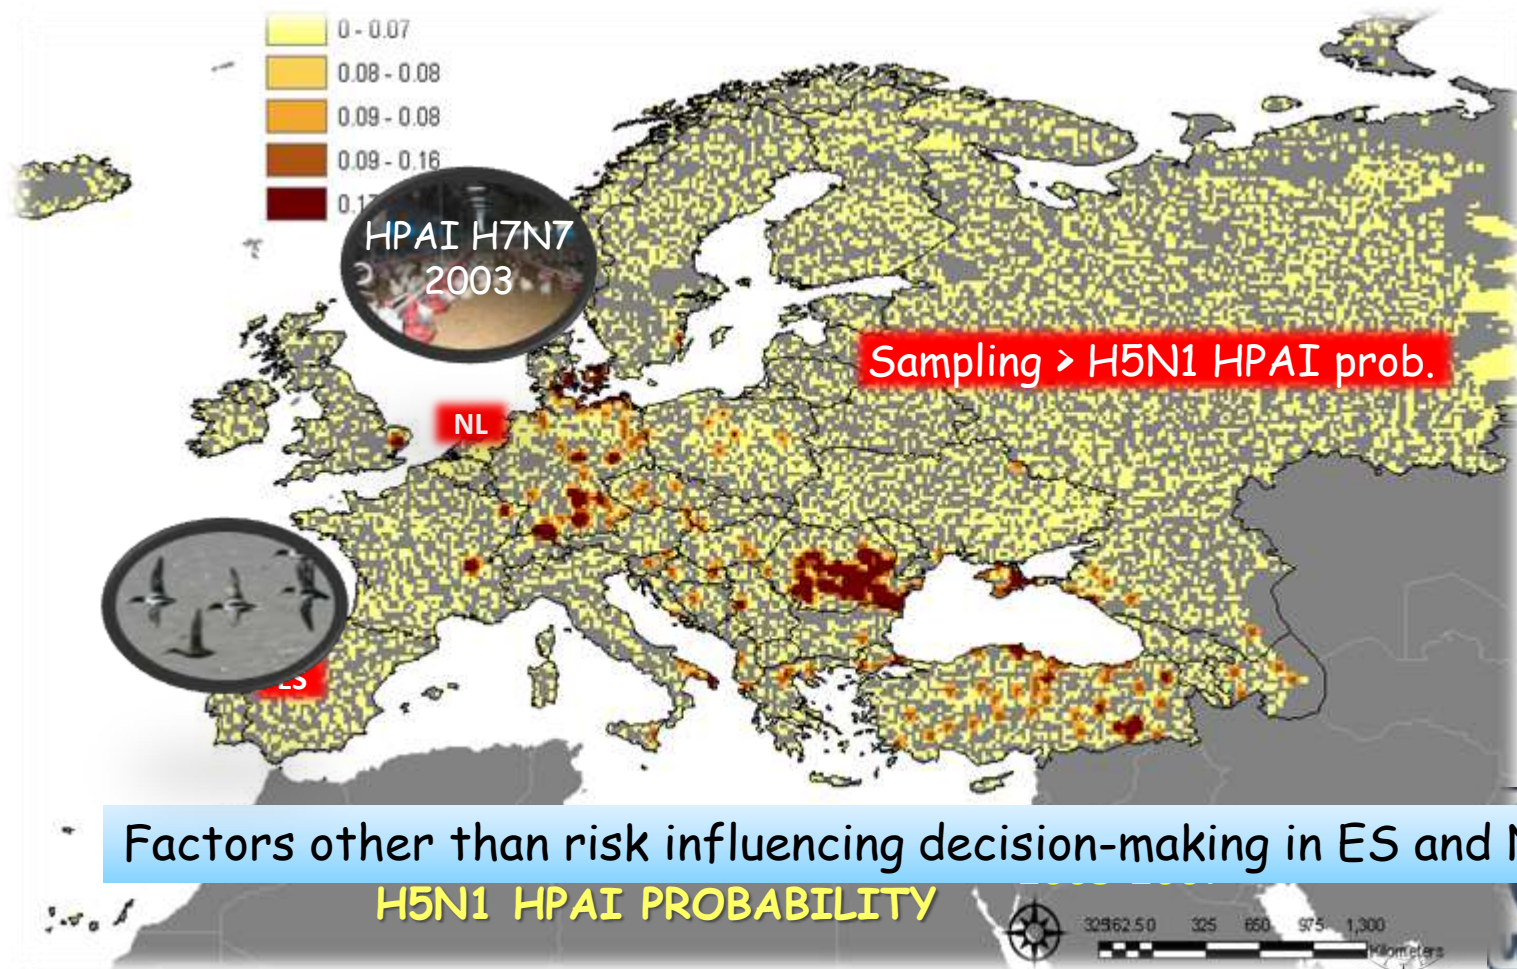 0 - 0.07
0.08 - 0.08
0.09 - 0.08
0.09 - 0.16
HPAI H7N7
2003
Sampling > H5N1 HPAI prob.
NL
ES
Factors other than risk influencing decision-making in ES and
H5N1 HPAI PROBABILITY
325 650 975 1,300
Kilometers